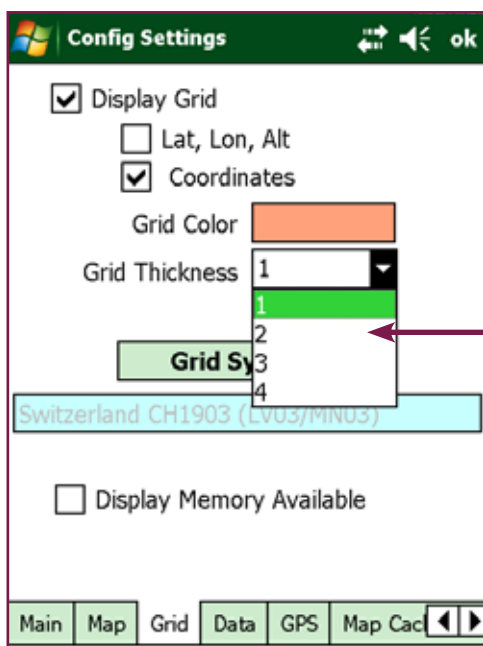 Config Settings ok
Display Grid
Lat, Lon, Alt
Coordinates
Grid Color
Grid Thickness 1
1
2
3
4
Grid Sy
Switzerland CH1903 (LV03/MN03)
Display Memory Available
Main Map Grid Data GPS Map Cac